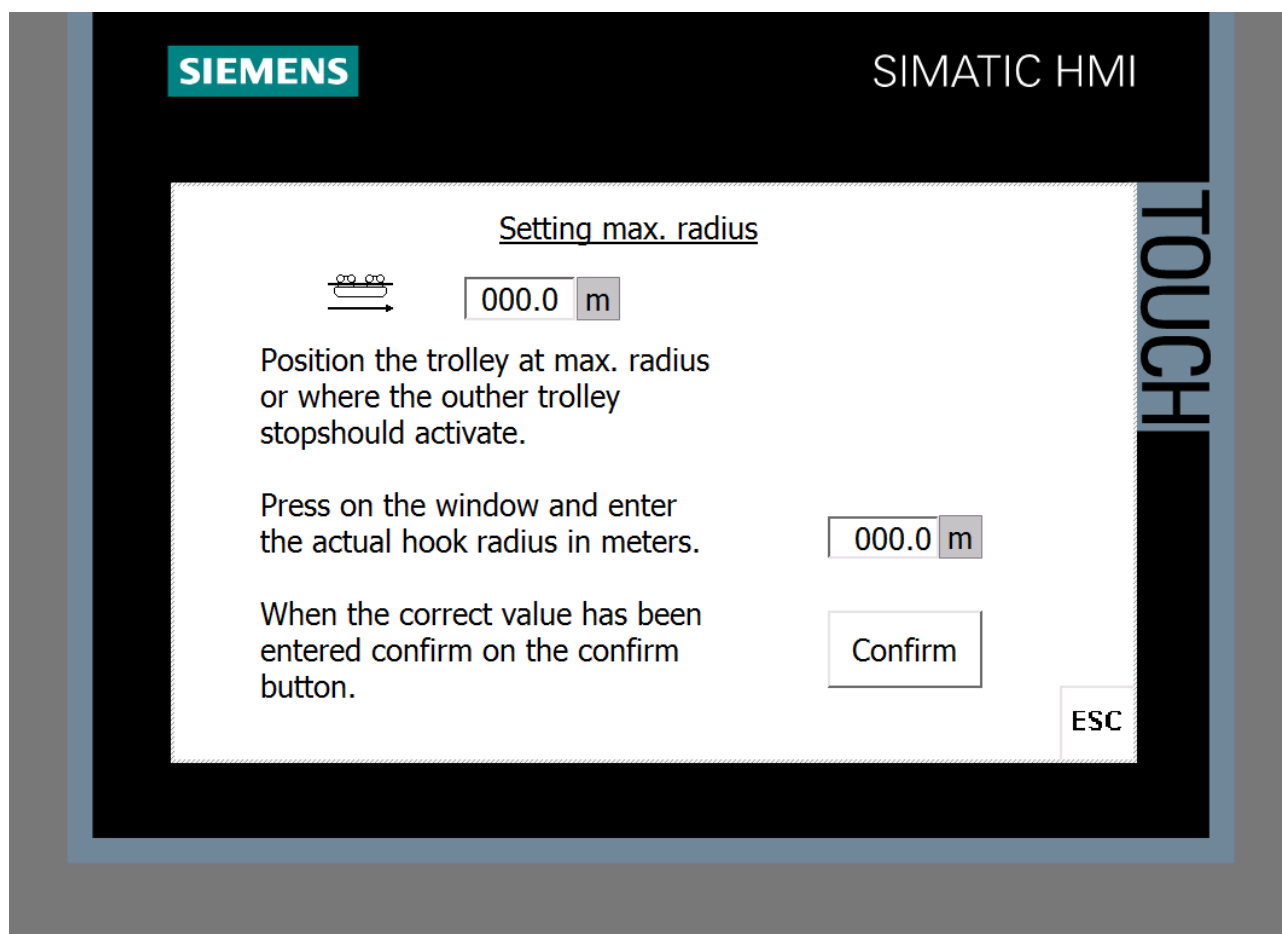 SIEMENS
SIMATIC HMI
TOUCH
Setting max. radius
000.0 m
Position the trolley at max. radius
or where the outher trolley
stopshould activate.
Press on the window and enter
the actual hook radius in meters.
000.0 m
When the correct value has been
entered confirm on the confirm
button.
Confirm
ESC